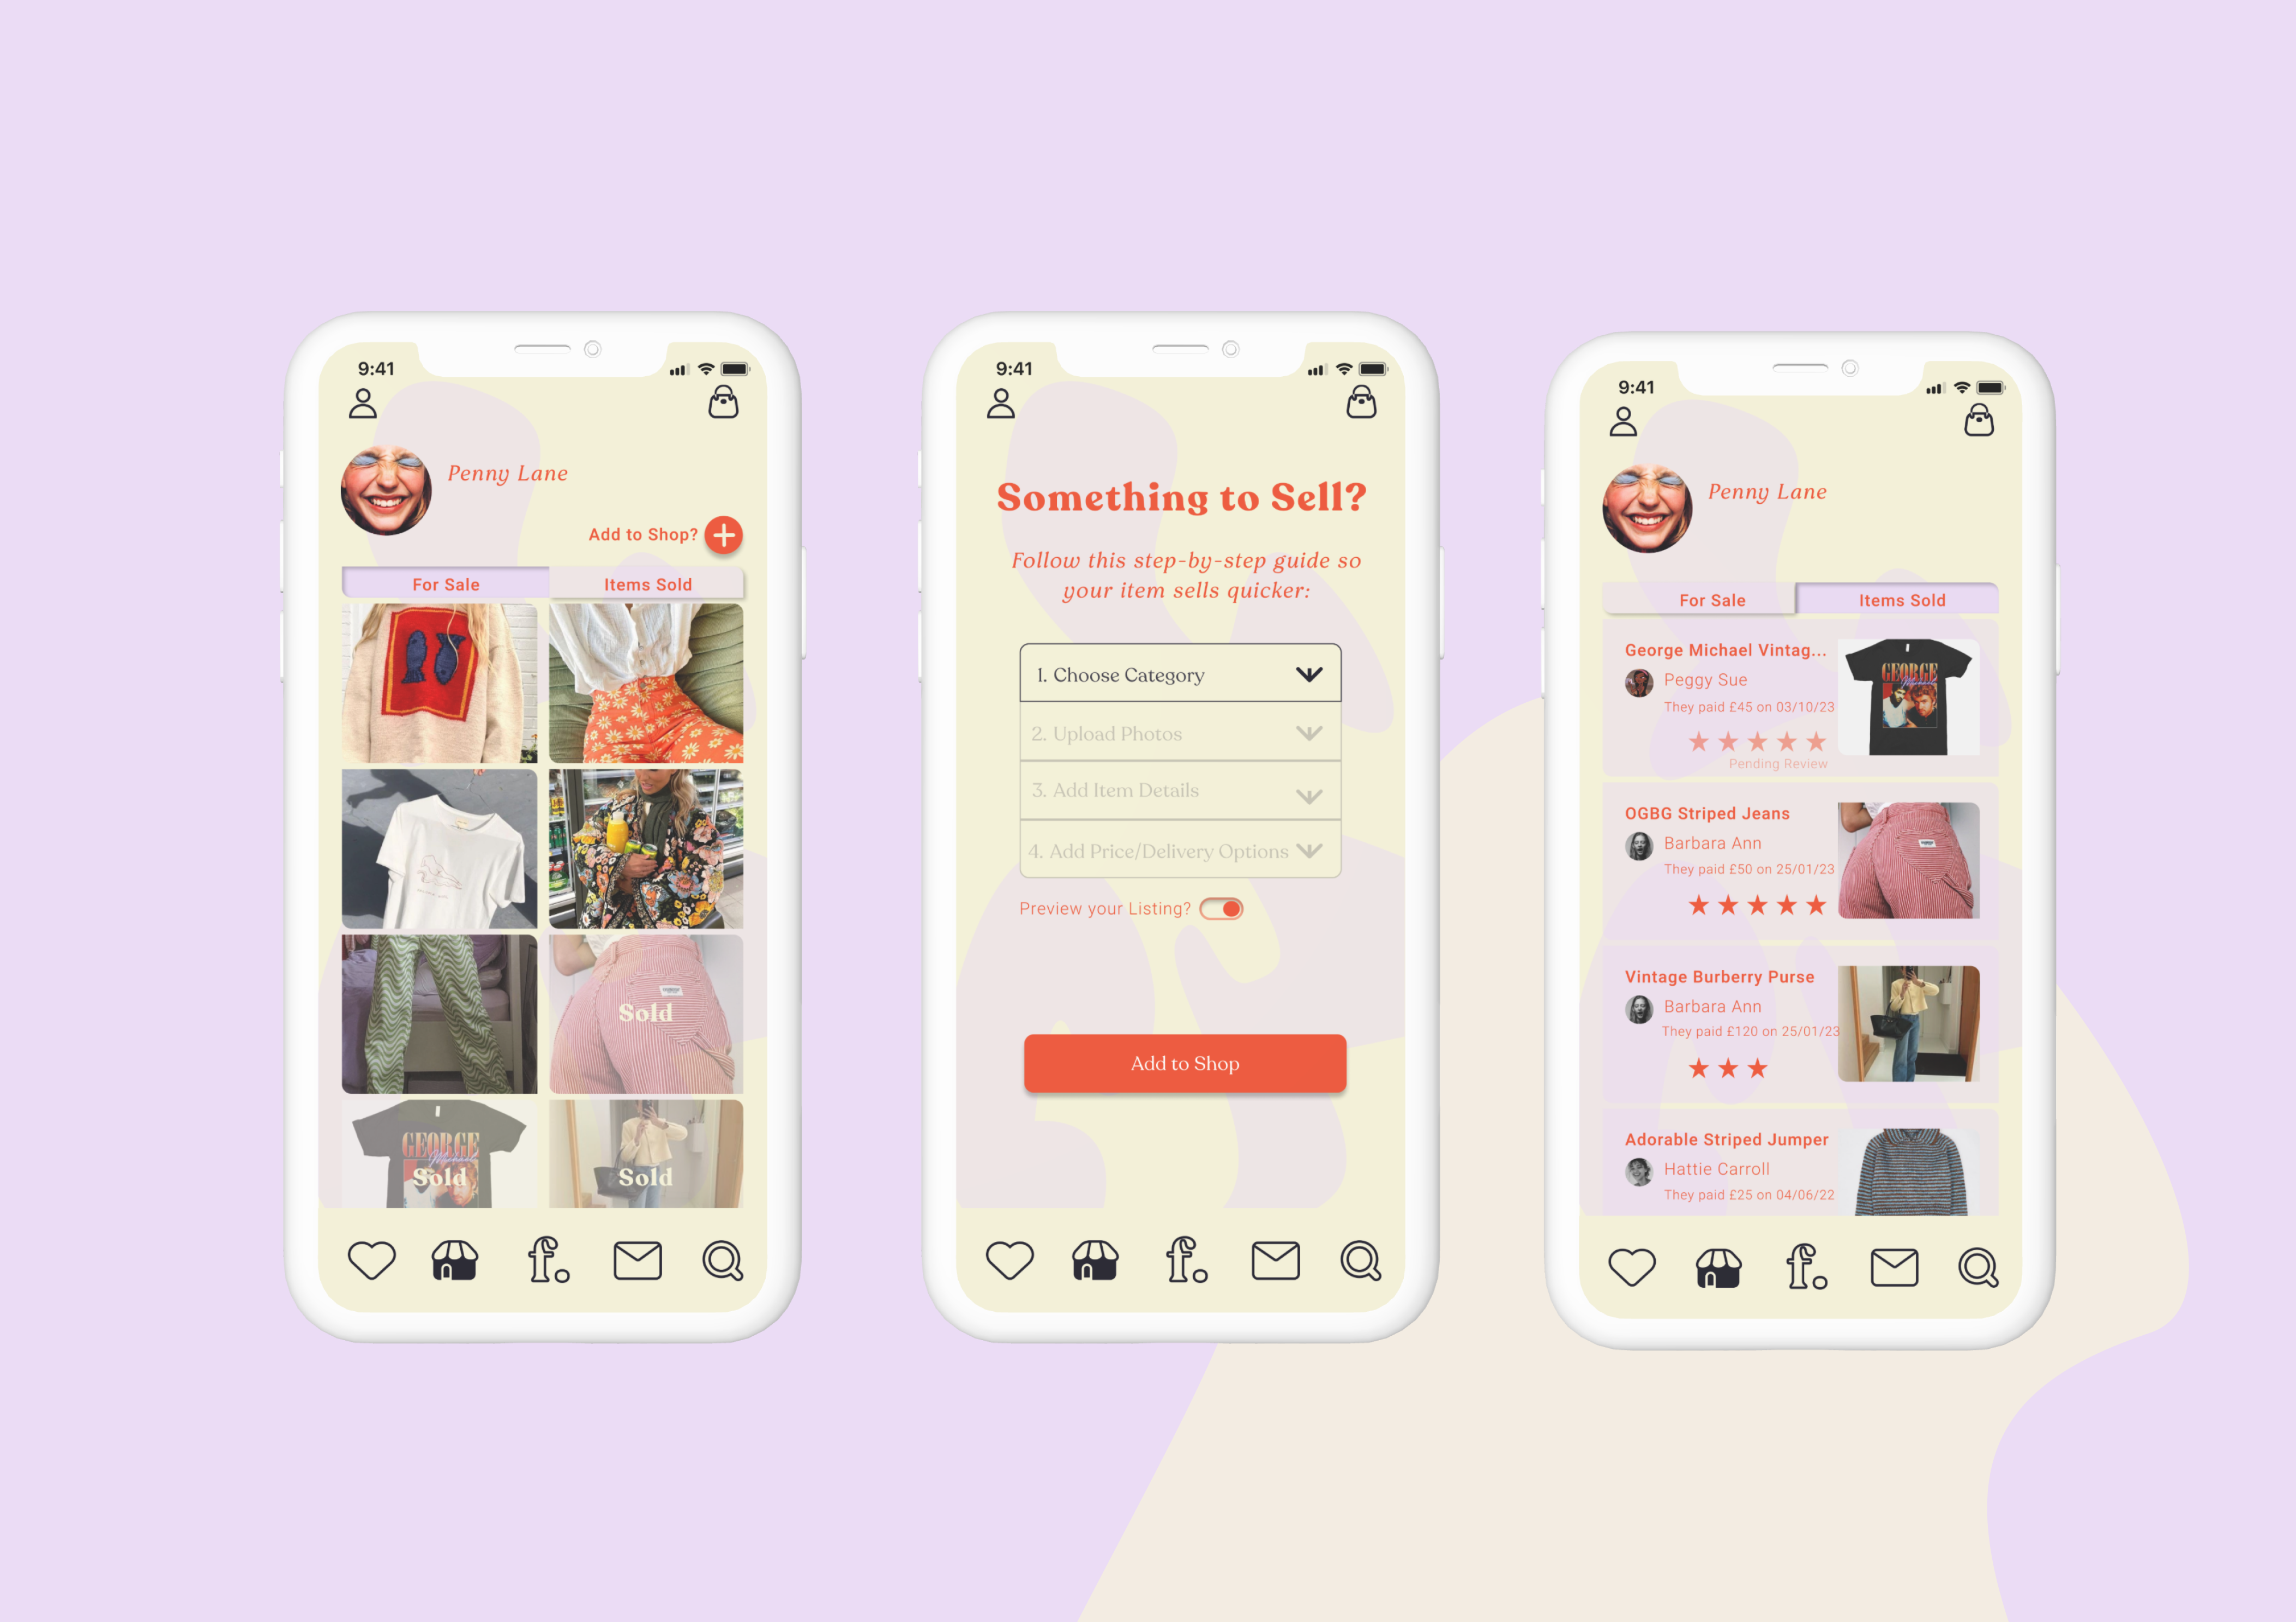 9:41
Penny Lane
Add to Shop?
For Sale
Items Sold
Sold
GEORGE
Michael
Sold
Sold
f.
9:41
Something to Sell?
Follow this step-by-step guide so
your item sells quicker:
1. Choose Category
2. Upload Photos
3. Add Item Details
4. Add Price/Delivery Options
Preview your Listing?
Add to Shop
f.
9:41
Penny Lane
For Sale
Items Sold
George Michael Vintag...
Peggy Sue
They paid £45 on 03/10/23
Pending Review
GEORGE
Michael
OGBG Striped Jeans
Barbara Ann
They paid £50 on 25/01/23
Vintage Burberry Purse
Barbara Ann
They paid £120 on 25/01/23
Adorable Striped Jumper
Hattie Carroll
They paid £25 on 04/06/22
f.